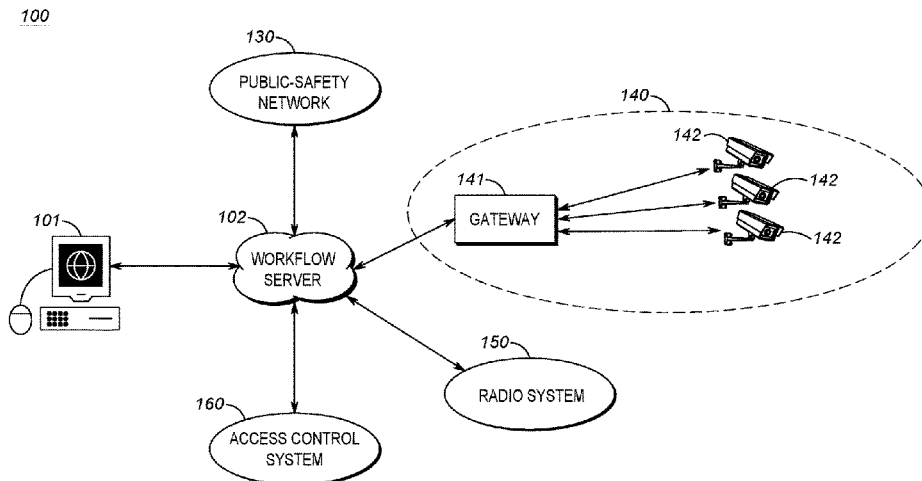 100
130
PUBLIC-SAFETY
NETWORK
140
142
142
141
101
102
GATEWAY
142
WORKFLOW
SERVER
150
RADIO SYSTEM
160
ACCESS CONTROL
SYSTEM